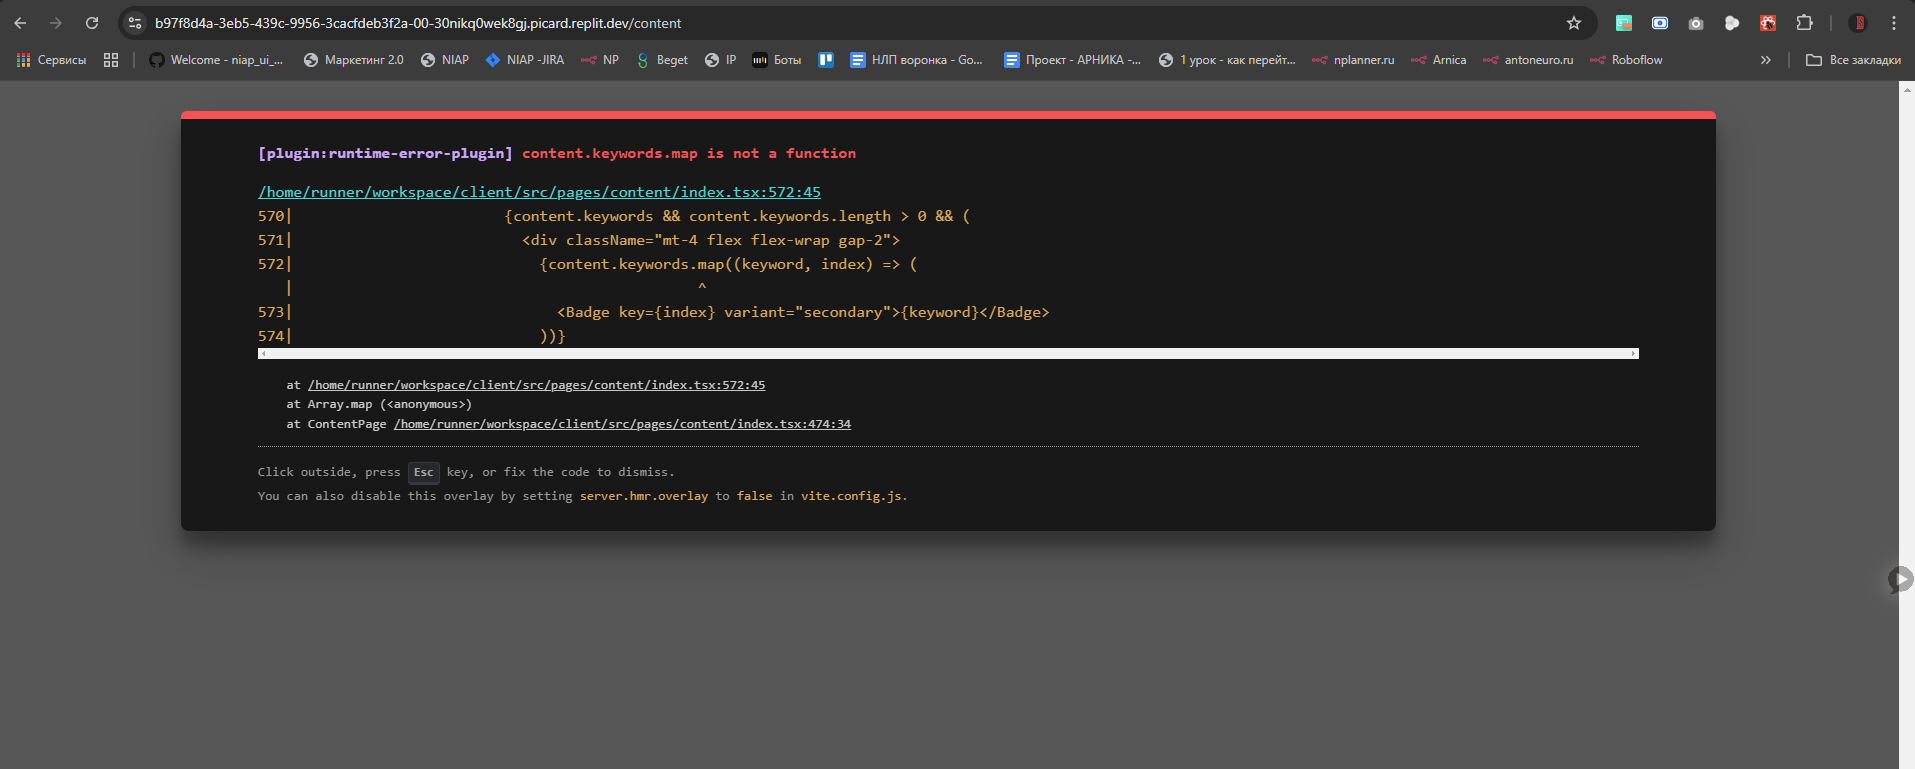 b97f8d4a-3eb5-439c-9956-3cacfdeb3f2a-00-30nikq0wek8gj.picard.replit.dev/content
Сервисы Welcome - niap_ui_... Маркетинг 2.0 NIAP NIAP -JIRA NP Beget IP Боты НЛП воронка - Go... Проект - АРНИКА -... 1 урок - как перейт... nplanner.ru Arnica antoneuro.ru Roboflow » Все закладки
[plugin:runtime-error-plugin] content.keywords.map is not a function
/home/runner/workspace/client/src/pages/content/index.tsx:572:45
570| {content.keywords && content.keywords.length > 0 && (
571| <div className="mt-4 flex flex-wrap gap-2">
572| {content.keywords.map((keyword, index) => (
| ^
573| <Badge key={index} variant="secondary">{keyword}</Badge>
574| ))}
at /home/runner/workspace/client/src/pages/content/index.tsx:572:45
at Array.map (<anonymous>)
at ContentPage /home/runner/workspace/client/src/pages/content/index.tsx:474:34
Click outside, press Esc key, or fix the code to dismiss.
You can also disable this overlay by setting server.hmr.overlay to false in vite.config.js.